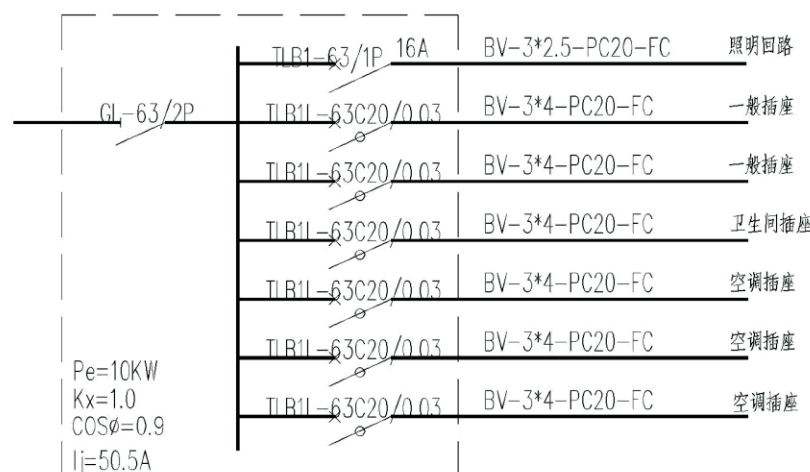 TLB1-63/1P 16A BV-3*2.5-PC20-FC 照明回路
GL-63/2P TLB1L-63C20/0.03 BV-3*4-PC20-FC 一般插座
TLB1L-63C20/0.03 BV-3*4-PC20-FC 一般插座
TLB1L-63C20/0.03 BV-3*4-PC20-FC 卫生间插座
TLB1L-63C20/0.03 BV-3*4-PC20-FC 空调插座
TLB1L-63C20/0.03 BV-3*4-PC20-FC 空调插座
TLB1L-63C20/0.03 BV-3*4-PC20-FC 空调插座
Pe=10KW
Kx=1.0
COSø=0.9
Ij=50.5A